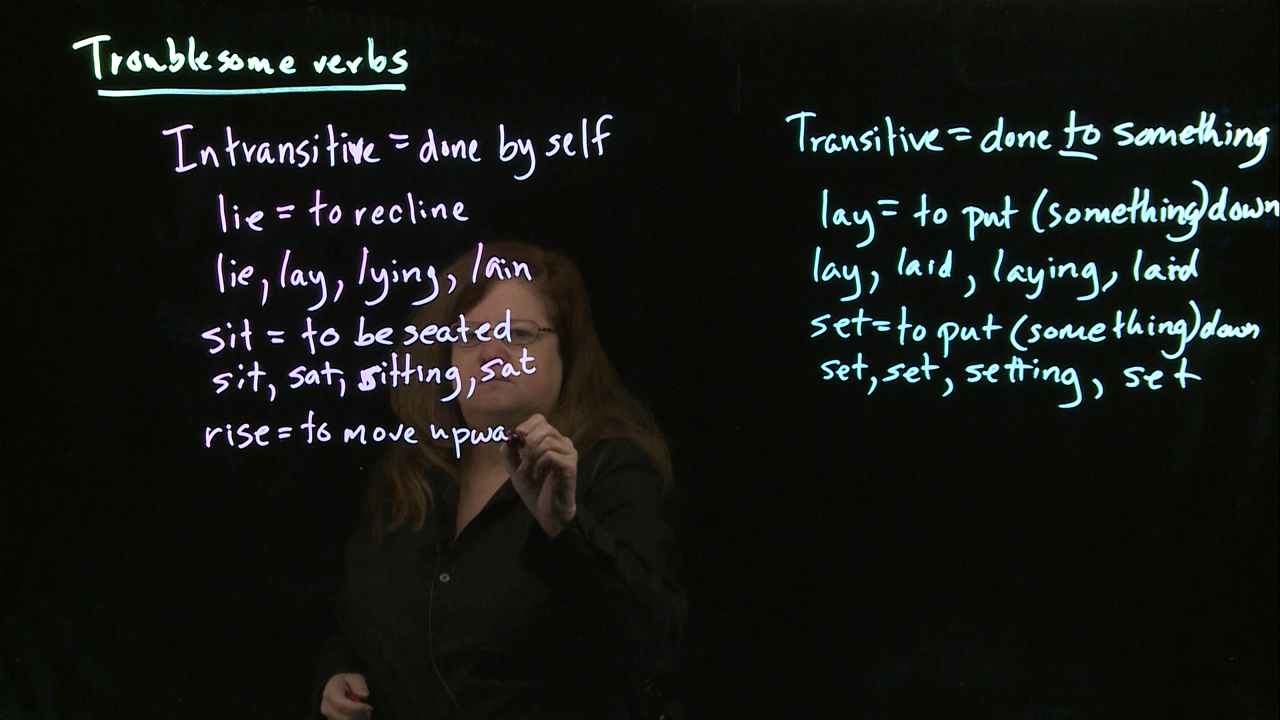 Troublesome verbs
Intransitive = done by self
lie = to recline
lie, lay, lying, lain
sit = to be seated
sit, sat, sitting, sat
rise = to move upwa
Transitive = done to something
lay = to put (something) down
lay, laid, laying, laid
set = to put (something) down
set, set, setting, set